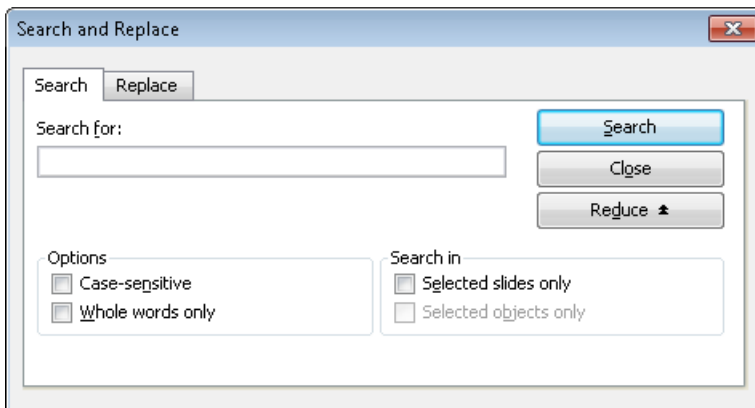 Search and Replace
Search Replace
Search for:
Search
Close
Reduce
Options
Case-sensitive
Whole words only
Search in
Selected slides only
Selected objects only